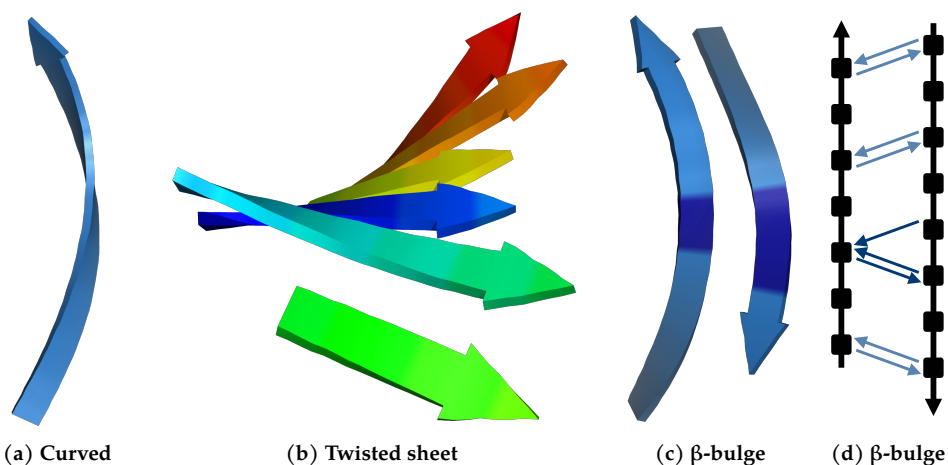 (a) Curved
(b) Twisted sheet
(c) β-bulge
(d) β-bulge